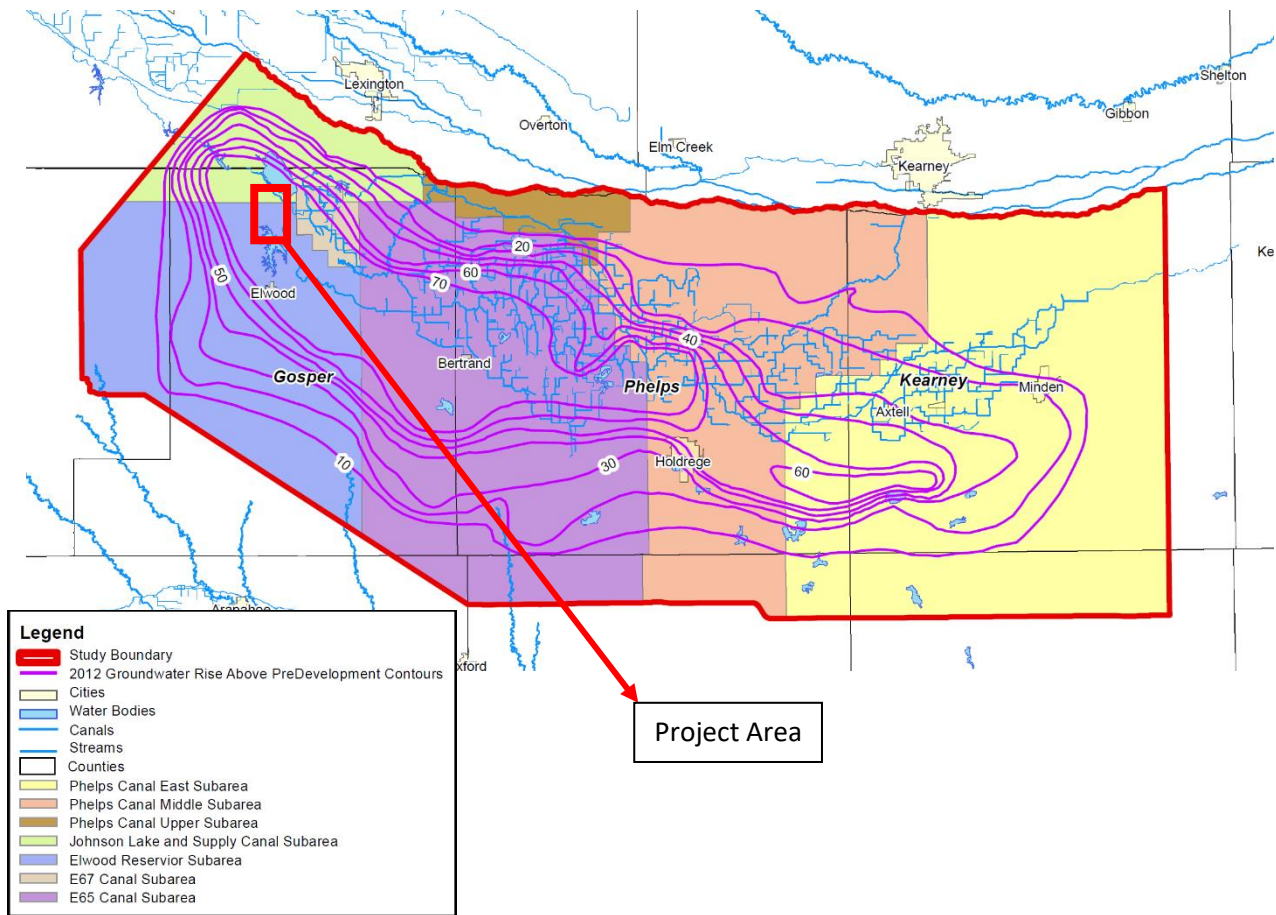 Shelton
Lexington
Gibbon
Overton
Elm Creek
Kearney
20
60
70
50
Elwood
40
Bertrand
Gosper
Phelps
Kearney
Minden
Axtell
10
30
Holdrege
60
Legend
Study Boundary
2012 Groundwater Rise Above PreDevelopment Contours
Cities
Water Bodies
Canals
Streams
Counties
Phelps Canal East Subarea
Phelps Canal Middle Subarea
Phelps Canal Upper Subarea
Johnson Lake and Supply Canal Subarea
Elwood Reservior Subarea
E67 Canal Subarea
E65 Canal Subarea
xford
Project Area
Ke